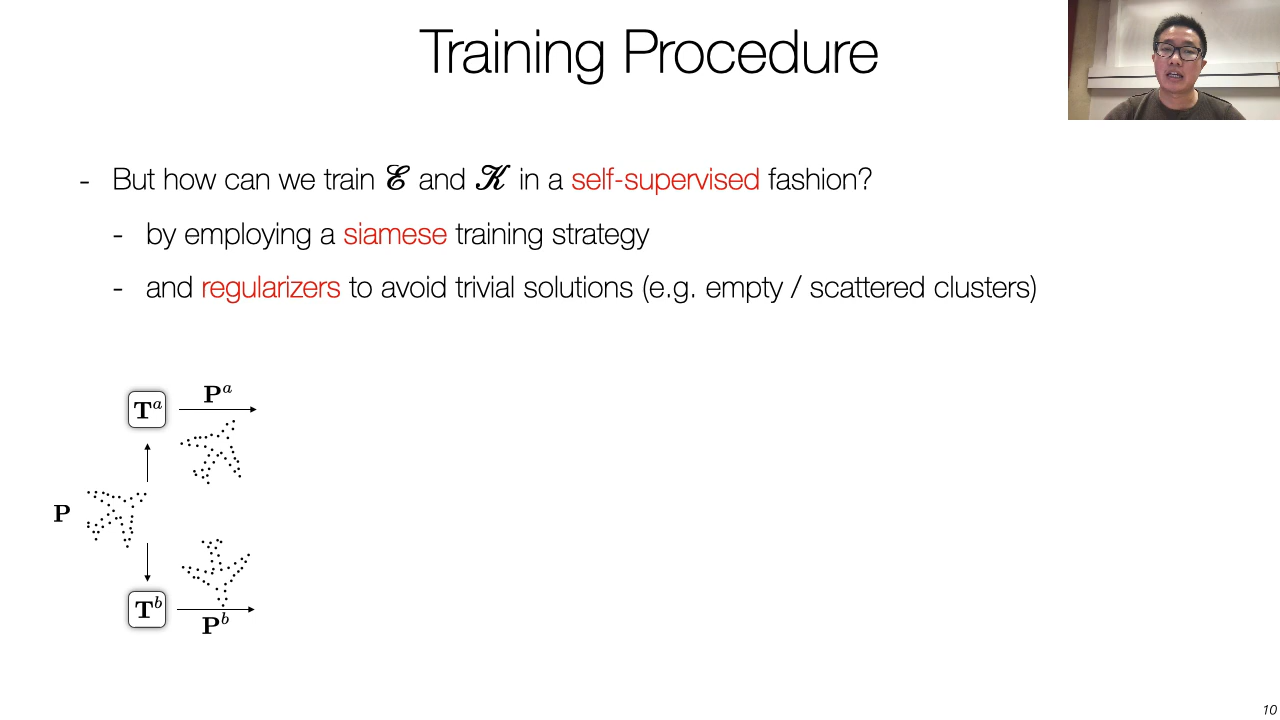 Training Procedure
- But how can we train ℰ and 𝒦 in a self-supervised fashion?
- by employing a siamese training strategy
- and regularizers to avoid trivial solutions (e.g. empty / scattered clusters)
Tᵃ
Pᵃ
P
Tᵇ
Pᵇ
10